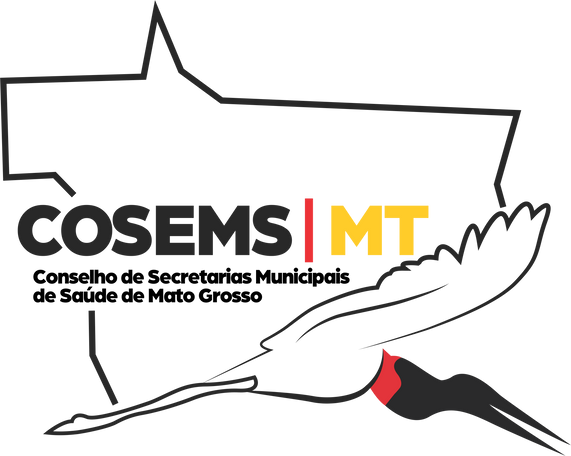 COSEMS | MT
Conselho de Secretarias Municipais
de Saúde de Mato Grosso